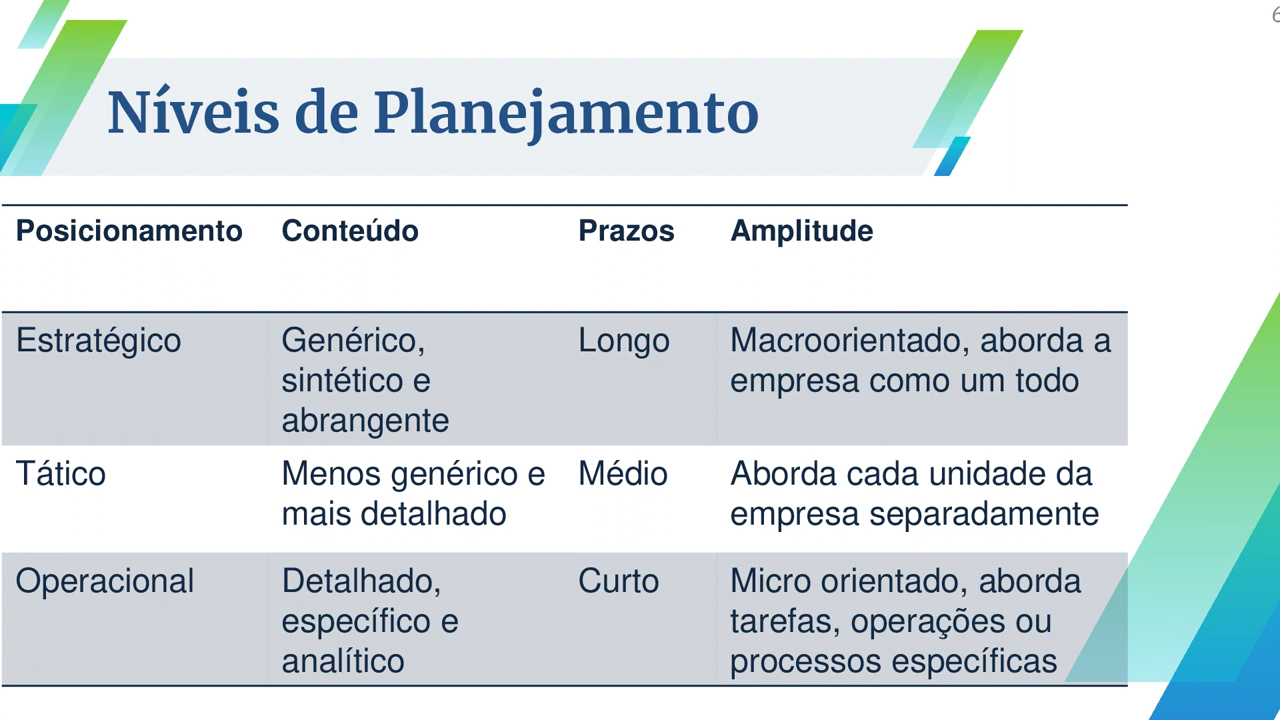 6
Níveis de Planejamento
Posicionamento Conteúdo Prazos Amplitude
Estratégico Genérico, Longo Macroorientado, aborda a
sintético e empresa como um todo
abrangente
Tático Menos genérico e Médio Aborda cada unidade da
mais detalhado empresa separadamente
Operacional Detalhado, Curto Micro orientado, aborda
específico e tarefas, operações ou
analítico processos específicas